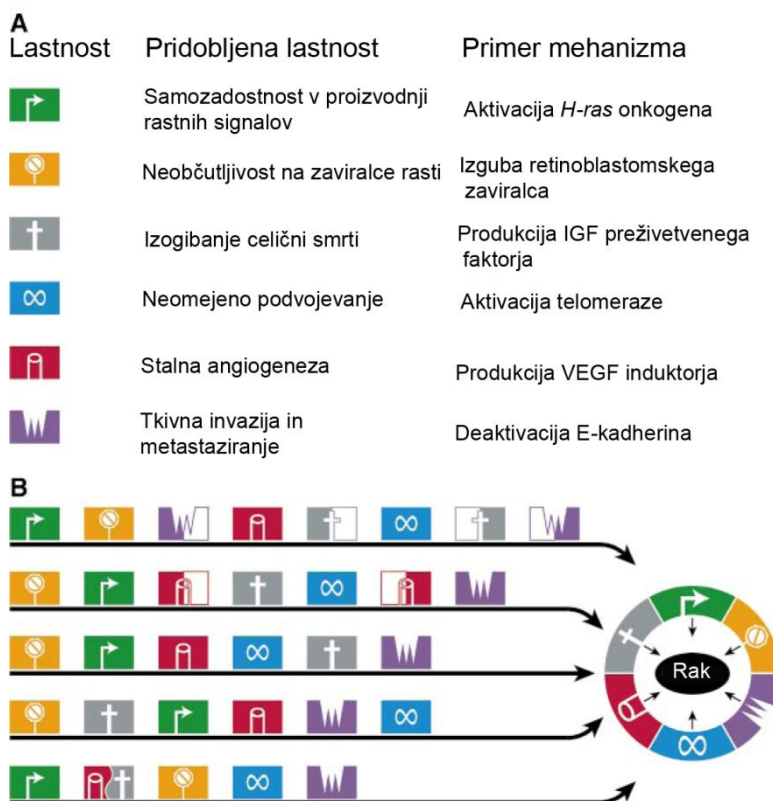 A
Lastnost Pridobljena lastnost Primer mehanizma
Samozadostnost v proizvodnji
rastnih signalov
Aktivacija H-ras onkogena
Neobčutljivost na zaviralce rasti
Izguba retinoblastomskega
zaviralca
Izogibanje celični smrti
Produkcija IGF preživetvenega
faktorja
Neomejeno podvojevanje
Aktivacija telomeraze
Stalna angiogeneza
Produkcija VEGF induktorja
Tkivna invazija in
metastaziranje
Deaktivacija E-kadherina
B
Rak